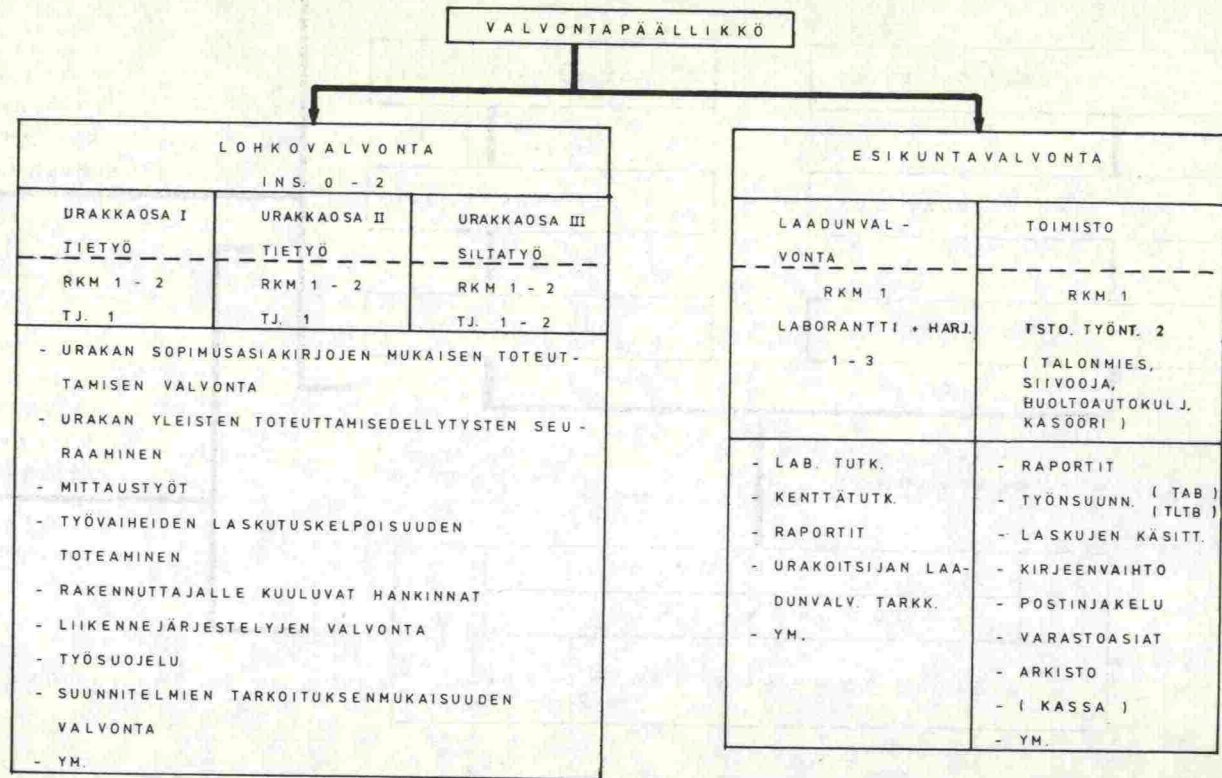 VALVONTAPÄÄLLIKKÖ
LOHKOVALVONTA
INS. 0 - 2
URAKKAOSA I
TIETYÖ
RKM 1 - 2
TJ. 1
URAKKAOSA II
TIETYÖ
RKM 1 - 2
TJ. 1
URAKKAOSA III
SILTATYÖ
RKM 1 - 2
TJ. 1 - 2
- URAKAN SOPIMUSASIAKIRJOJEN MUKAISEN TOTEUT-
TAMISEN VALVONTA
- URAKAN YLEISTEN TOTEUTTAMISEDELLYTYSTEN SEU-
RAAMINEN
- MITTAUSTYÖT
- TYÖVAIHEIDEN LASKUTUSKELPOISUUDEN
TOTEAMINEN
- RAKENNUTTAJALLE KUULUVAT HANKINNAT
- LIIKENNEJÄRJESTELYJEN VALVONTA
- TYÖSUOJELU
- SUUNNITELMIEN TARKOITUKSENMUKAISUUDEN
VALVONTA
- YM.
ESIKUNTAVALVONTA
LAADUNVAL-
VONTA
RKM 1
LABORANTTI + HARJ.
1 - 3
TOIMISTO
RKM 1
TSTO. TYÖNT. 2
( TALONMIES,
SIIVOOJA,
HUOLTOAUTOKULJ,
KASÖÖRI )
- LAB. TUTK.
- KENTTÄTUTK.
- RAPORTIT
- URAKOITSIJAN LAA-
DUNVALV. TARKK.
- YM.
- RAPORTIT
- TYÖNSUUNN. ( TAB )
( TLTB )
- LASKUJEN KÄSITT.
- KIRJEENVAIHTO
- POSTINJAKELU
- VARASTOASIAT
- ARKISTO
- ( KASSA )
- YM.